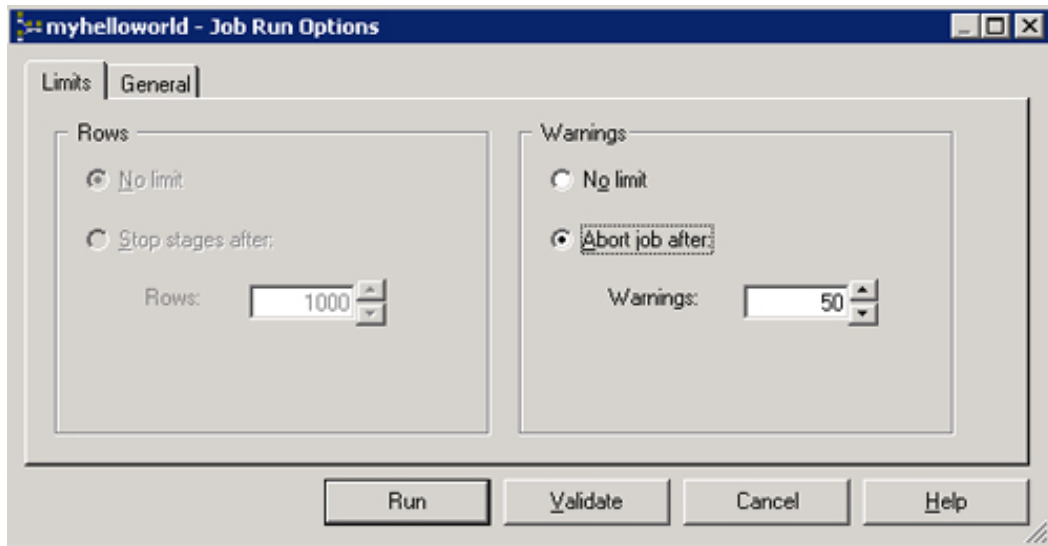 myhelloworld - Job Run Options
Limits General
Rows
No limit
Stop stages after:
Rows: 1000
Warnings
No limit
Abort job after:
Warnings: 50
Run Validate Cancel Help